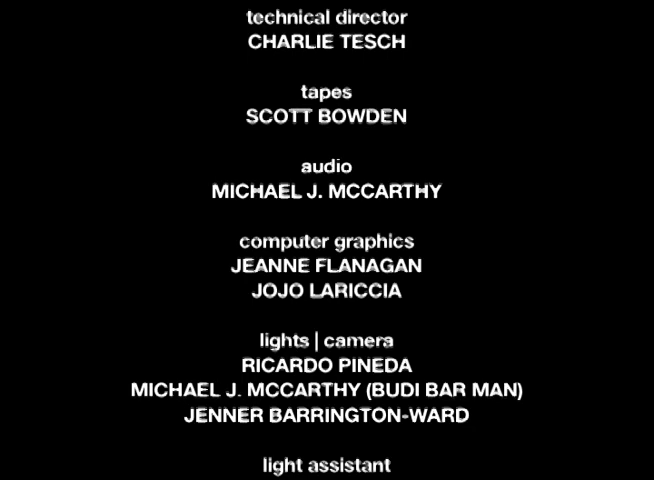 technical director
CHARLIE TESCH
tapes
SCOTT BOWDEN
audio
MICHAEL J. MCCARTHY
computer graphics
JEANNE FLANAGAN
JOJO LARICCIA
lights | camera
RICARDO PINEDA
MICHAEL J. MCCARTHY (BUDI BAR MAN)
JENNER BARRINGTON-WARD
light assistant